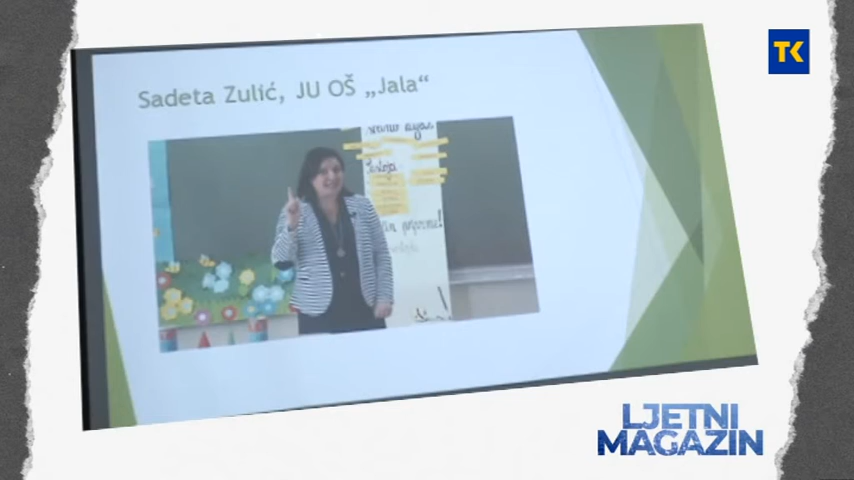 TK
Sadeta Zulić, JU OŠ „Jala“
LJETNI
MAGAZIN